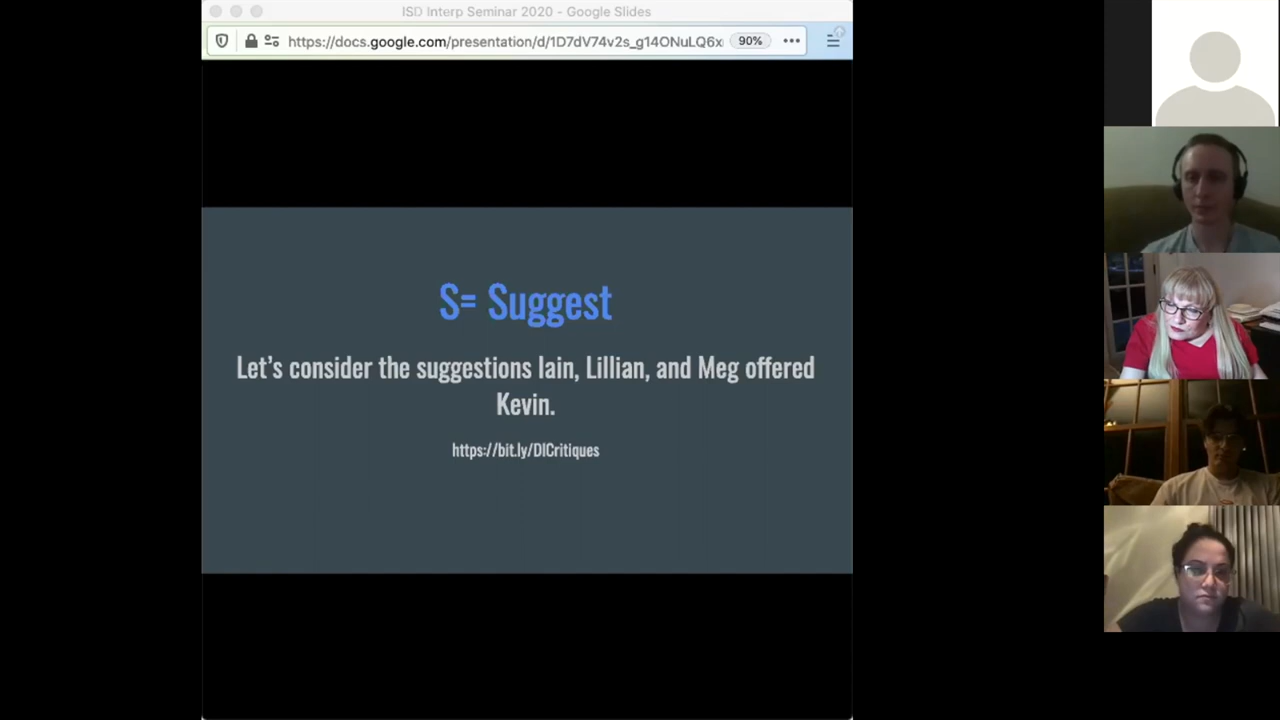 ISD Interp Seminar 2020 - Google Slides
https://docs.google.com/presentation/d/1D7dV74v2s_g14ONuLQ6x
90%
S= Suggest
Let's consider the suggestions Iain, Lillian, and Meg offered
Kevin.
https://bit.ly/DICritiques